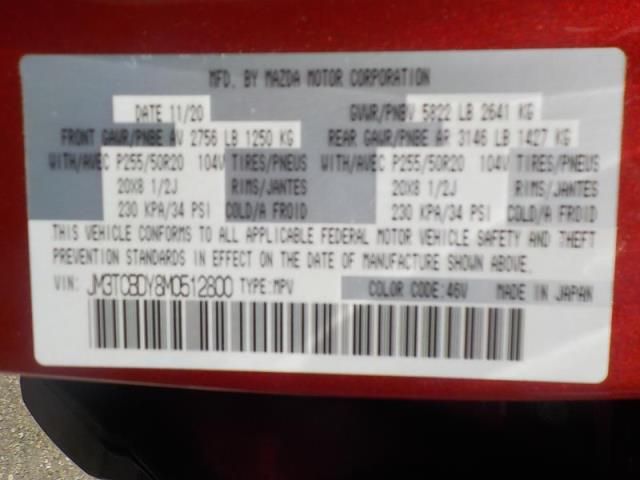 MFD. BY MAZDA MOTOR CORPORATION
DATE 11/20 GVWR/PNBV 5822 LB 2641 KG
FRONT GAWR/PNBE AV 2756 LB 1250 KG REAR GAWR/PNBE AR 3146 LB 1427 KG
WITH/AVEC P255/50R20 104V TIRES/PNEUS WITH/AVEC P255/50R20 104V TIRES/PNEUS
20X8 1/2J RIMS/JANTES 20X8 1/2J RIMS/JANTES
230 KPA/34 PSI COLD/A FROID 230 KPA/34 PSI COLD/A FROID
THIS VEHICLE CONFORMS TO ALL APPLICABLE FEDERAL MOTOR VEHICLE SAFETY AND THEFT
PREVENTION STANDARDS IN EFFECT ON THE DATE OF MANUFACTURE SHOWN ABOVE.
VIN: JM3TCBDY8M0512800 TYPE:MPV COLOR CODE:46V MADE IN JAPAN